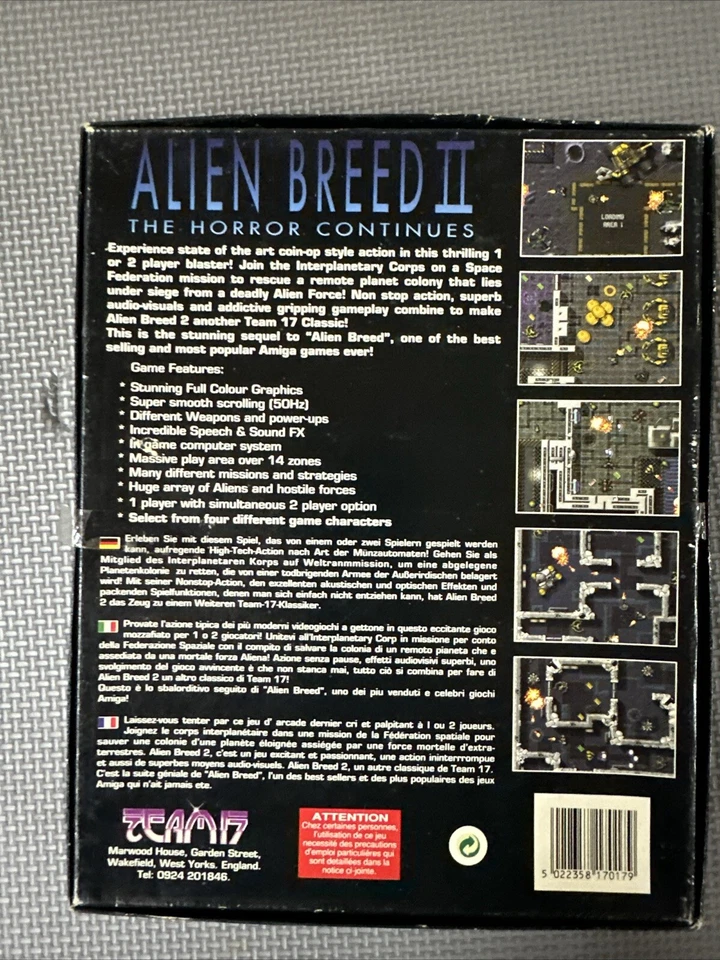 ALIEN BREED II
THE HORROR CONTINUES
Experience state of the art coin-op style action in this thrilling 1
or 2 player blaster! Join the Interplanetary Corps on a Space
Federation mission to rescue a remote planet colony that lies
under siege from a deadly Alien Force! Non stop action, superb
audio-visuals and addictive gripping gameplay combine to make
Alien Breed 2 another Team 17 Classic!
This is the stunning sequel to "Alien Breed", one of the best
selling and most popular Amiga games ever!
Game Features:
* Stunning Full Colour Graphics
* Super smooth scrolling (50Hz)
* Different Weapons and power-ups
* Incredible Speech & Sound FX
* In game computer system
* Massive play area over 14 zones
* Many different missions and strategies
* Huge array of Aliens and hostile forces
* 1 player with simultaneous 2 player option
* Select from four different game characters
Erleben Sie mit diesem Spiel, das von einem oder zwei Spielern gespielt werden
kann, aufregende High-Tech-Action nach Art der Münzautomaten! Gehen Sie als
Mitglied des Interplanetaren Korps auf Weltranmmission, um eine abgelegene
Planetenkolonie zu retten, die von einer todbrigenden Armee der Außerirdischen belagert
wird! Mit seiner Nonstop-Action, den exzellenten akustischen und optischen Effekten und
packenden Spielfunktionen, denen man sich einfach nicht entziehen kann, hat Alien Breed
2 das Zeug zu einem Weiteren Team-17-Klassiker.
Provate l'azione tipica dei più moderni videogiochi a gettone in questo eccitante gioco
mozzafiato per 1 o 2 giocatori! Unitevi all'Interplanetary Corp in missione per conto
della Federazione Spaziale con il compito di salvare la colonia di un remoto pianeta che e
assediata da una mortale forza Aliena! Azione senza pause, effetti audiovisivi superbi, uno
svolgimento del gioco avvincente è che non stanca mai, tutto ciò si combina per fare di
Alien Breed 2 un altro classico di Team 17!
Questo è lo sbalorditivo seguito di "Alien Breed", uno dei piu venduti e celebri giochi
Amiga!
Laissez-vous tenter par ce jeu d' arcade dernier cri et palpitant à I ou 2 joueurs.
Joignez le corps interplanétaire dans une mission de la Fédération spatiale pour
sauver une colonie d'une planète éloignée assiégée par une force mortelle d'extra-
terrestres. Alien Breed 2, c'est un jeu excitant et passionnant, une action ininterrrompue
et aussi de superbes moyens audio-visuels. Alien Breed 2, un autre classique de Team 17.
C'est la suite géniale de "Alien Breed", l'un des best sellers et des plus populaires des jeux
Amiga qui n'ait jamais ete.
TEAM17
Marwood House, Garden Street,
Wakefield, West Yorks. England.
Tel: 0924 201846.
ATTENTION
Chez certaines personnes,
l'utilisation de ce jeu
necessité des precautions
d'emploi particulières qui
sont detaillées dans la
notice ci-jointe.
5 022358 170179
LOADING
AREA 1